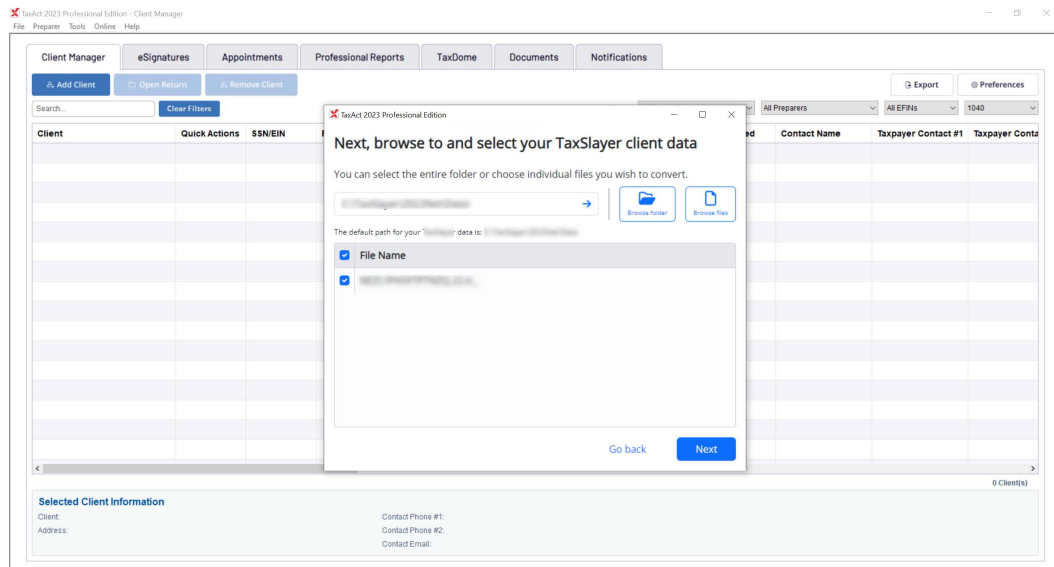 TaxAct 2023 Professional Edition - Client Manager
File Preparer Tools Online Help
Client Manager eSignatures Appointments Professional Reports TaxDome Documents Notifications
Add Client Open Return Remove Client Export Preferences
Search... Clear Filters All Preparers All EFINs 1040
Client Quick Actions SSN/EIN Contact Name Taxpayer Contact #1 Taxpayer Conta
TaxAct 2023 Professional Edition
Next, browse to and select your TaxSlayer client data
You can select the entire folder or choose individual files you wish to convert.
Browse folder Browse files
The default path for your data is:
File Name
Go back Next
0 Client(s)
Selected Client Information
Client: Contact Phone #1:
Address: Contact Phone #2:
Contact Email: